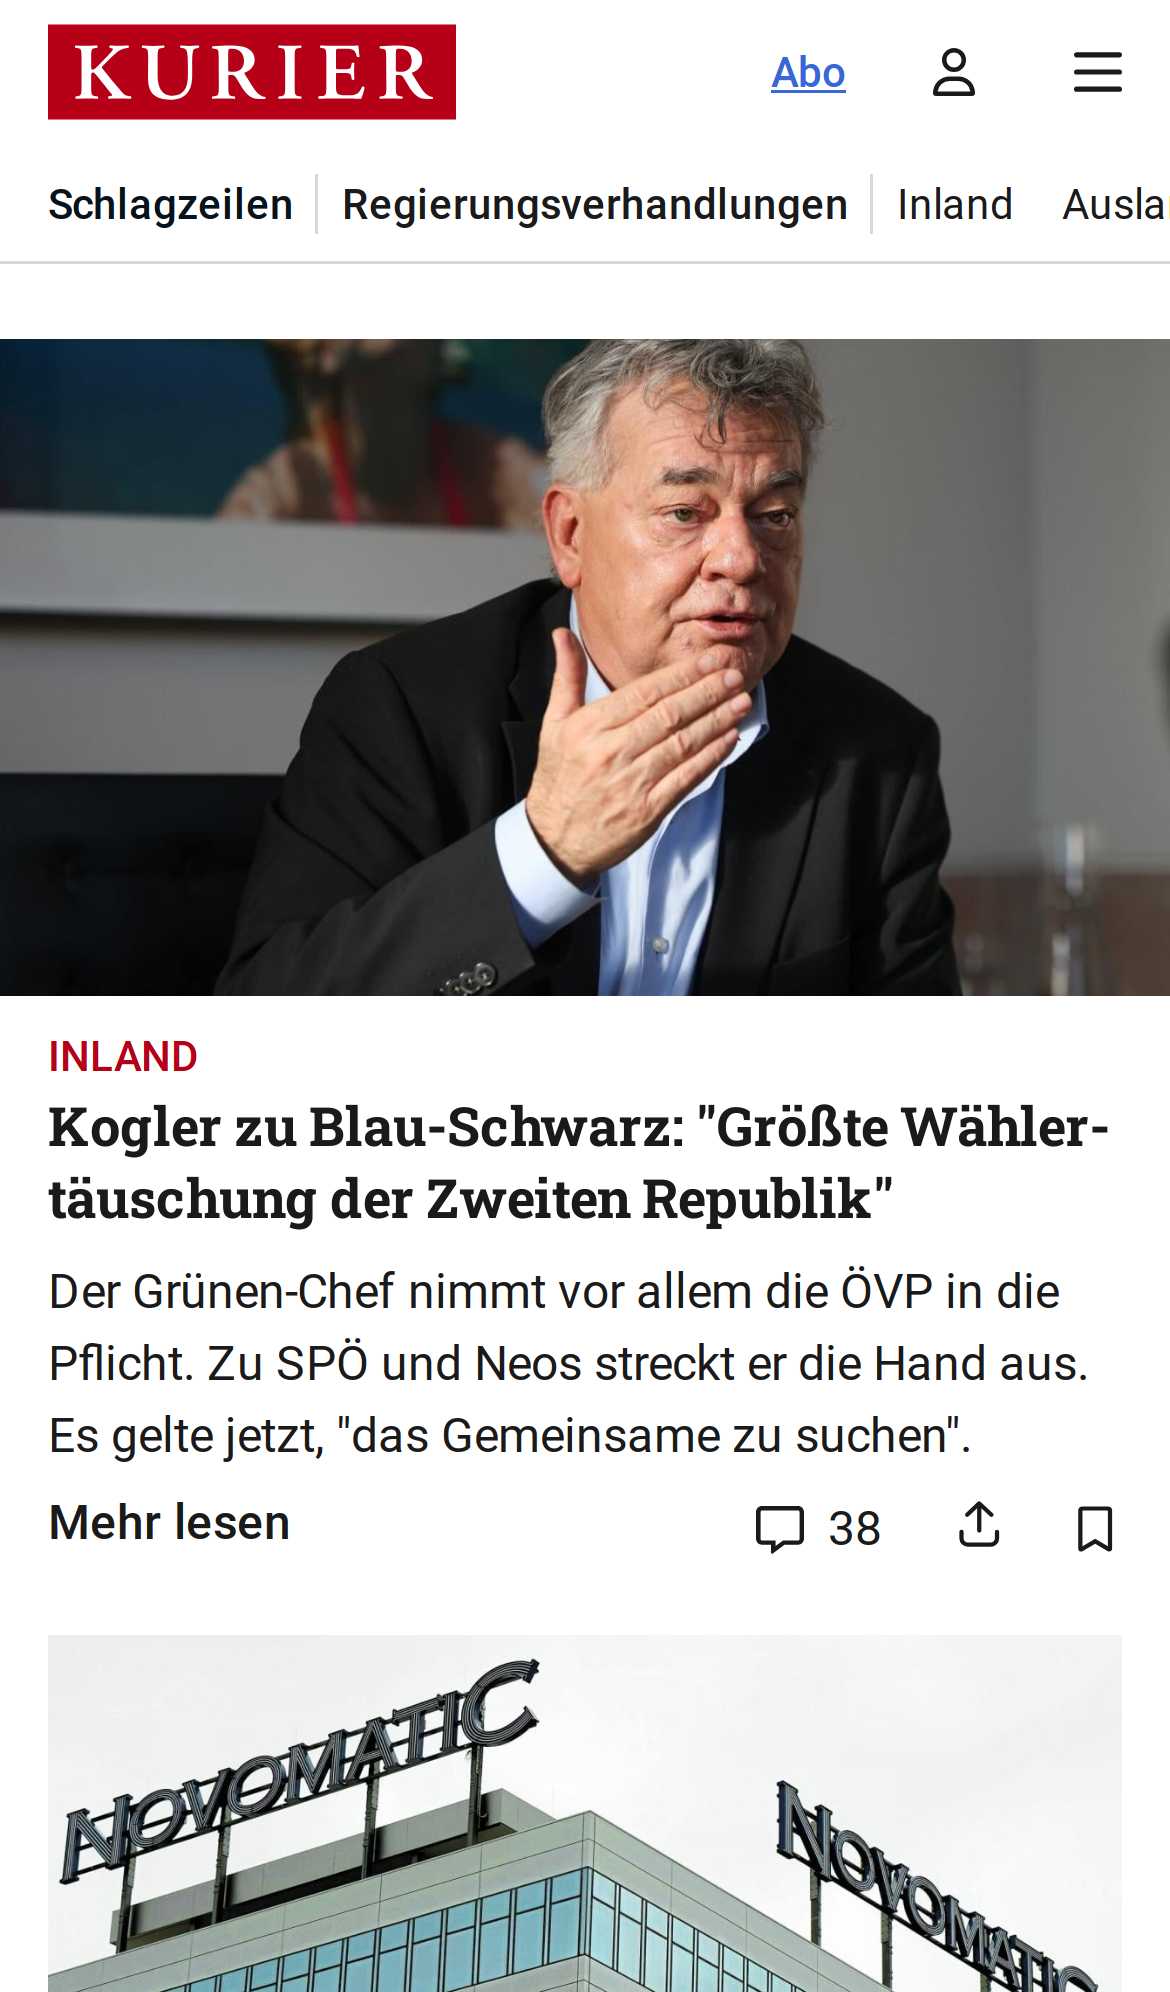 KURIER
Abo
Schlagzeilen
Regierungsverhandlungen
Inland
Ausla
Kogler zu Blau-Schwarz: "Größte Wähler-
täuschung der Zweiten Republik"
INLAND
Der Grünen-Chef nimmt vor allem die ÖVP in die
Pflicht. Zu SPÖ und Neos streckt er die Hand aus.
Es gelte jetzt, "das Gemeinsame zu suchen".
Mehr lesen
38
NOVOMATIC
NOVOMATIC